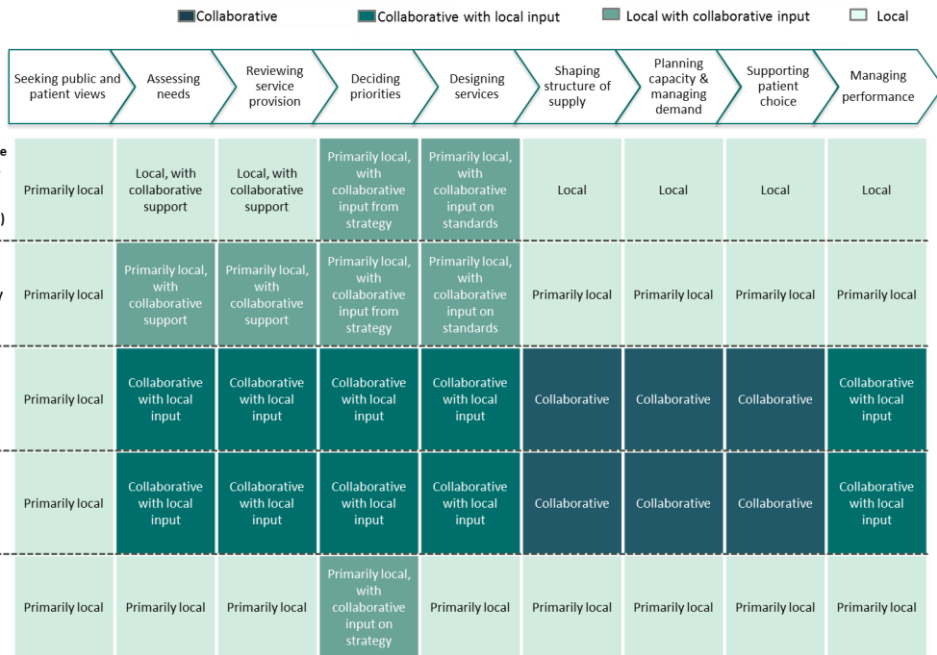 Collaborative
Collaborative with local input
Local with collaborative input
Local
Seeking public and
patient views
Assessing
needs
Reviewing
service
provision
Deciding
priorities
Designing
services
Shaping
structure of
supply
Planning
capacity &
managing
demand
Supporting
patient
choice
Managing
performance
e
)
Primarily local
Local, with
collaborative
support
Local, with
collaborative
support
Primarily local,
with
collaborative
input from
strategy
Primarily local,
with
collaborative
input on
standards
Local
Local
Local
Local
y
Primarily local
Primarily local,
with
collaborative
support
Primarily local,
with
collaborative
support
Primarily local,
with
collaborative
input from
strategy
Primarily local,
with
collaborative
input on
standards
Primarily local
Primarily local
Primarily local
Primarily local
Primarily local
Collaborative
with local
input
Collaborative
with local
input
Collaborative
with local
input
Collaborative
with local
input
Collaborative
Collaborative
Collaborative
Collaborative
with local
input
Primarily local
Collaborative
with local
input
Collaborative
with local
input
Collaborative
with local
input
Collaborative
with local
input
Collaborative
Collaborative
Collaborative
Collaborative
with local
input
Primarily local
Primarily local
Primarily local
Primarily local,
with
collaborative
input on
strategy
Primarily local
Primarily local
Primarily local
Primarily local
Primarily local